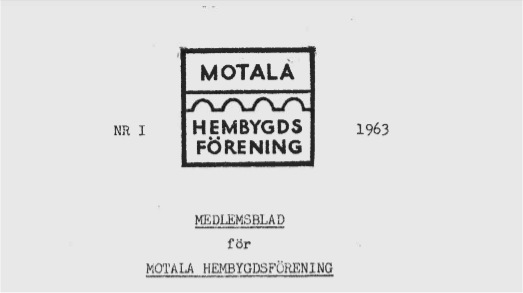 MOTALA
HEMBYGDS
FÖRENING
NR I
1963
MEDLEMSBLAD
för
MOTALA HEMBYGDSFÖRENING